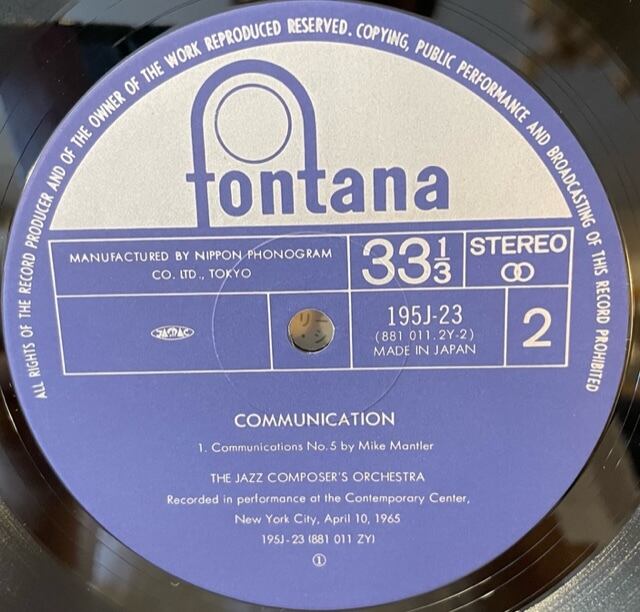 ALL RIGHTS OF THE RECORD PRODUCER AND OF THE OWNER OF THE WORK REPRODUCED RESERVED. COPYING, PUBLIC PERFORMANCE AND BROADCASTING OF THIS RECORD PROHIBITED
fontana
MANUFACTURED BY NIPPON PHONOGRAM
CO. LTD., TOKYO
33 1/3
STEREO
JASRAC
195J-23
(881 011.2Y-2)
MADE IN JAPAN
2
COMMUNICATION
1. Communications No.5 by Mike Mantler
THE JAZZ COMPOSER'S ORCHESTRA
Recorded in performance at the Contemporary Center,
New York City, April 10, 1965
195J-23 (881 011 ZY)
①